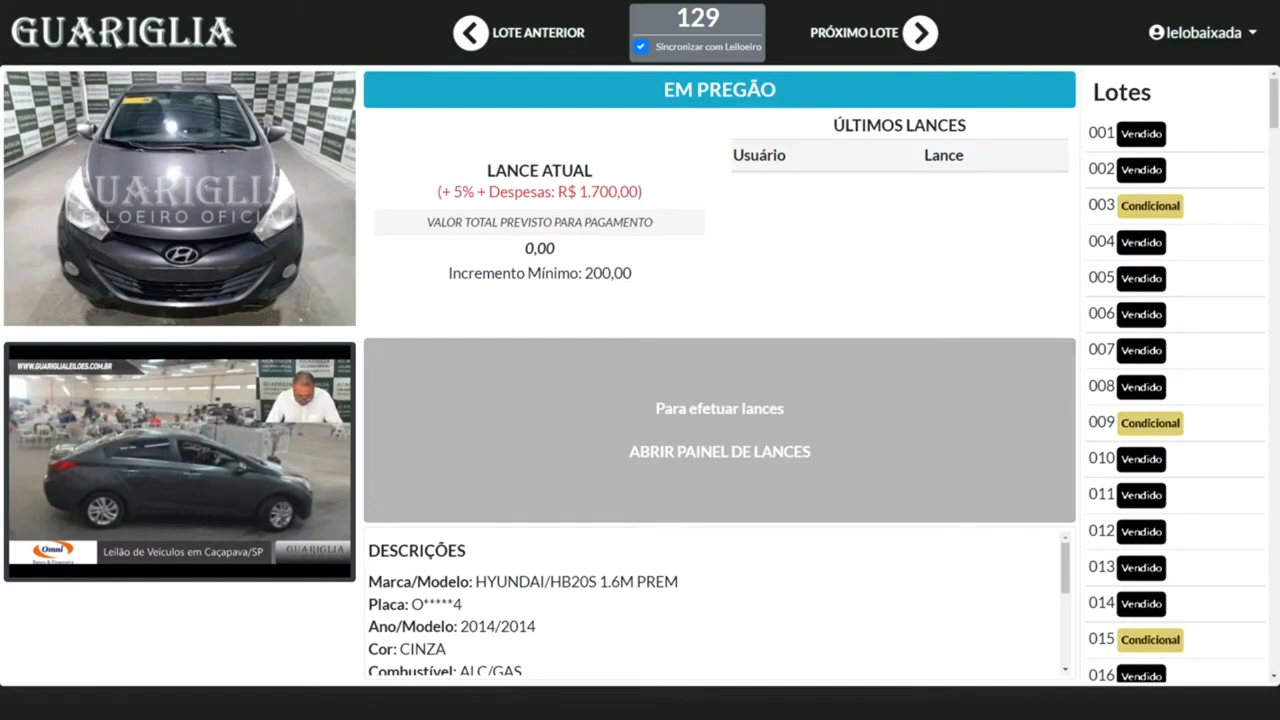 GUARIGLIA
LOTE ANTERIOR
129
Sincronizar com Leiloeiro
PRÓXIMO LOTE
lelobaixada
GUARIGLIA
LEILOEIRO OFICIAL
EM PREGÃO
LANCE ATUAL
(+ 5% + Despesas: R$ 1.700,00)
VALOR TOTAL PREVISTO PARA PAGAMENTO
0,00
Incremento Mínimo: 200,00
ÚLTIMOS LANCES
Usuário Lance
WWW.GUARIGLIALEILOES.COM.BR
Omni
Leilão de Veículos em Caçapava/SP
GUARIGLIA
Para efetuar lances
ABRIR PAINEL DE LANCES
DESCRIÇÕES
Marca/Modelo: HYUNDAI/HB20S 1.6M PREM
Placa: O*****4
Ano/Modelo: 2014/2014
Cor: CINZA
Combustível: ALC/GAS
Lotes
001 Vendido
002 Vendido
003 Condicional
004 Vendido
005 Vendido
006 Vendido
007 Vendido
008 Vendido
009 Condicional
010 Vendido
011 Vendido
012 Vendido
013 Vendido
014 Vendido
015 Condicional
016 Vendido